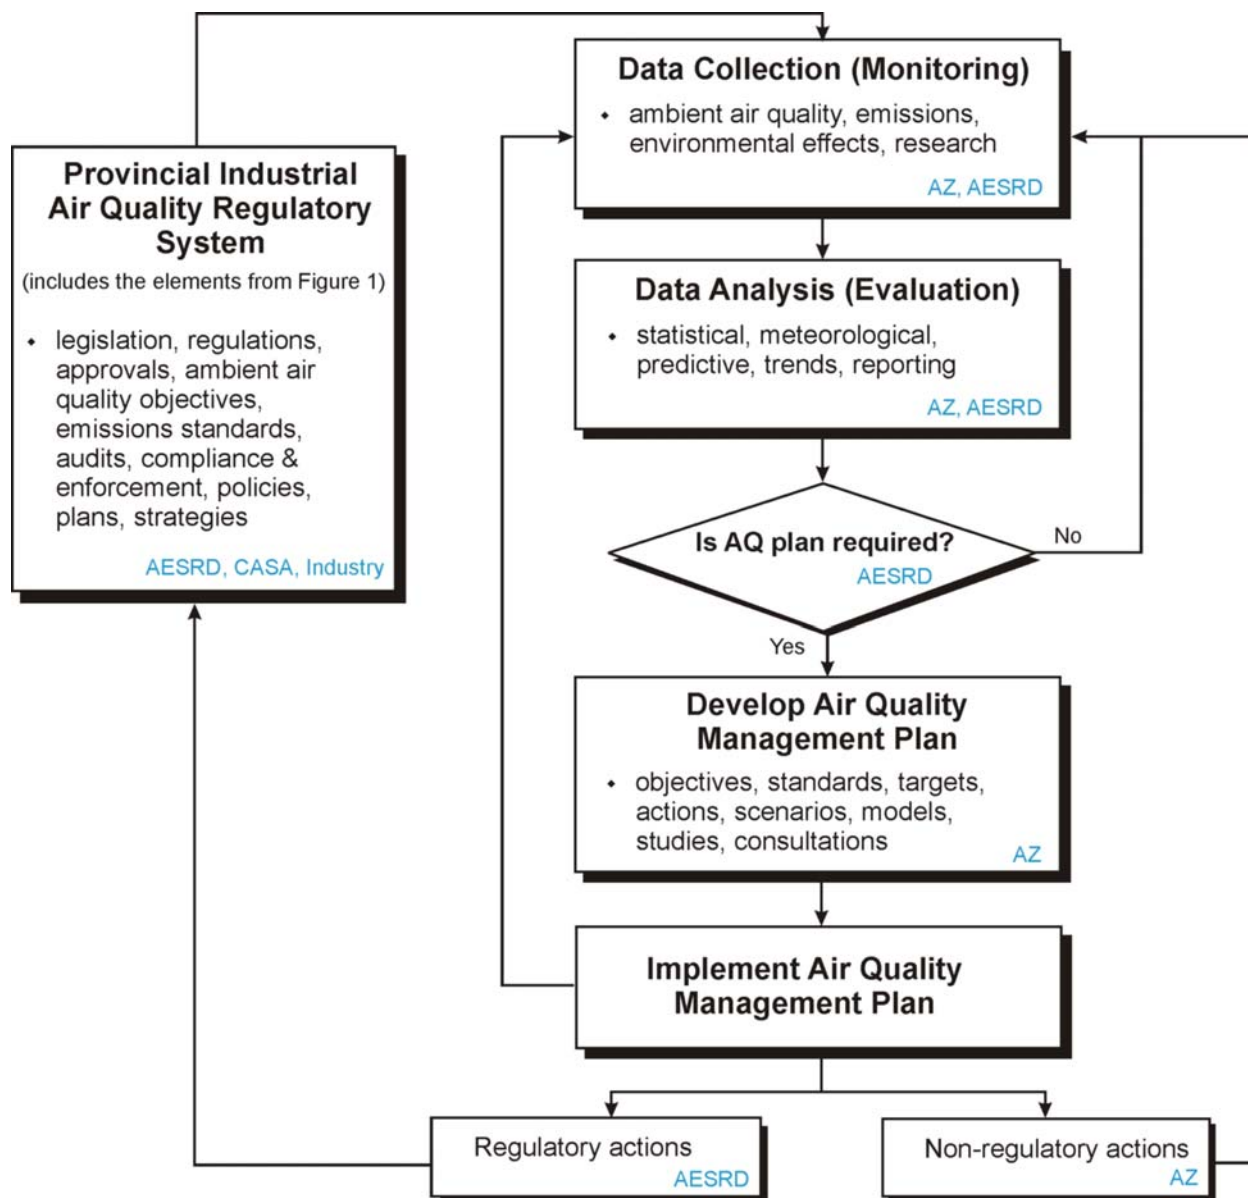 Data Collection (Monitoring)
⬩ ambient air quality, emissions,
environmental effects, research
AZ, AESRD
Provincial Industrial
Air Quality Regulatory
System
(includes the elements from Figure 1)
⬩ legislation, regulations,
approvals, ambient air
quality objectives,
emissions standards,
audits, compliance &
enforcement, policies,
plans, strategies
AESRD, CASA, Industry
Data Analysis (Evaluation)
⬩ statistical, meteorological,
predictive, trends, reporting
AZ, AESRD
Is AQ plan required?
AESRD
No
Yes
Develop Air Quality
Management Plan
⬩ objectives, standards, targets,
actions, scenarios, models,
studies, consultations
AZ
Implement Air Quality
Management Plan
Regulatory actions
AESRD
Non-regulatory actions
AZ